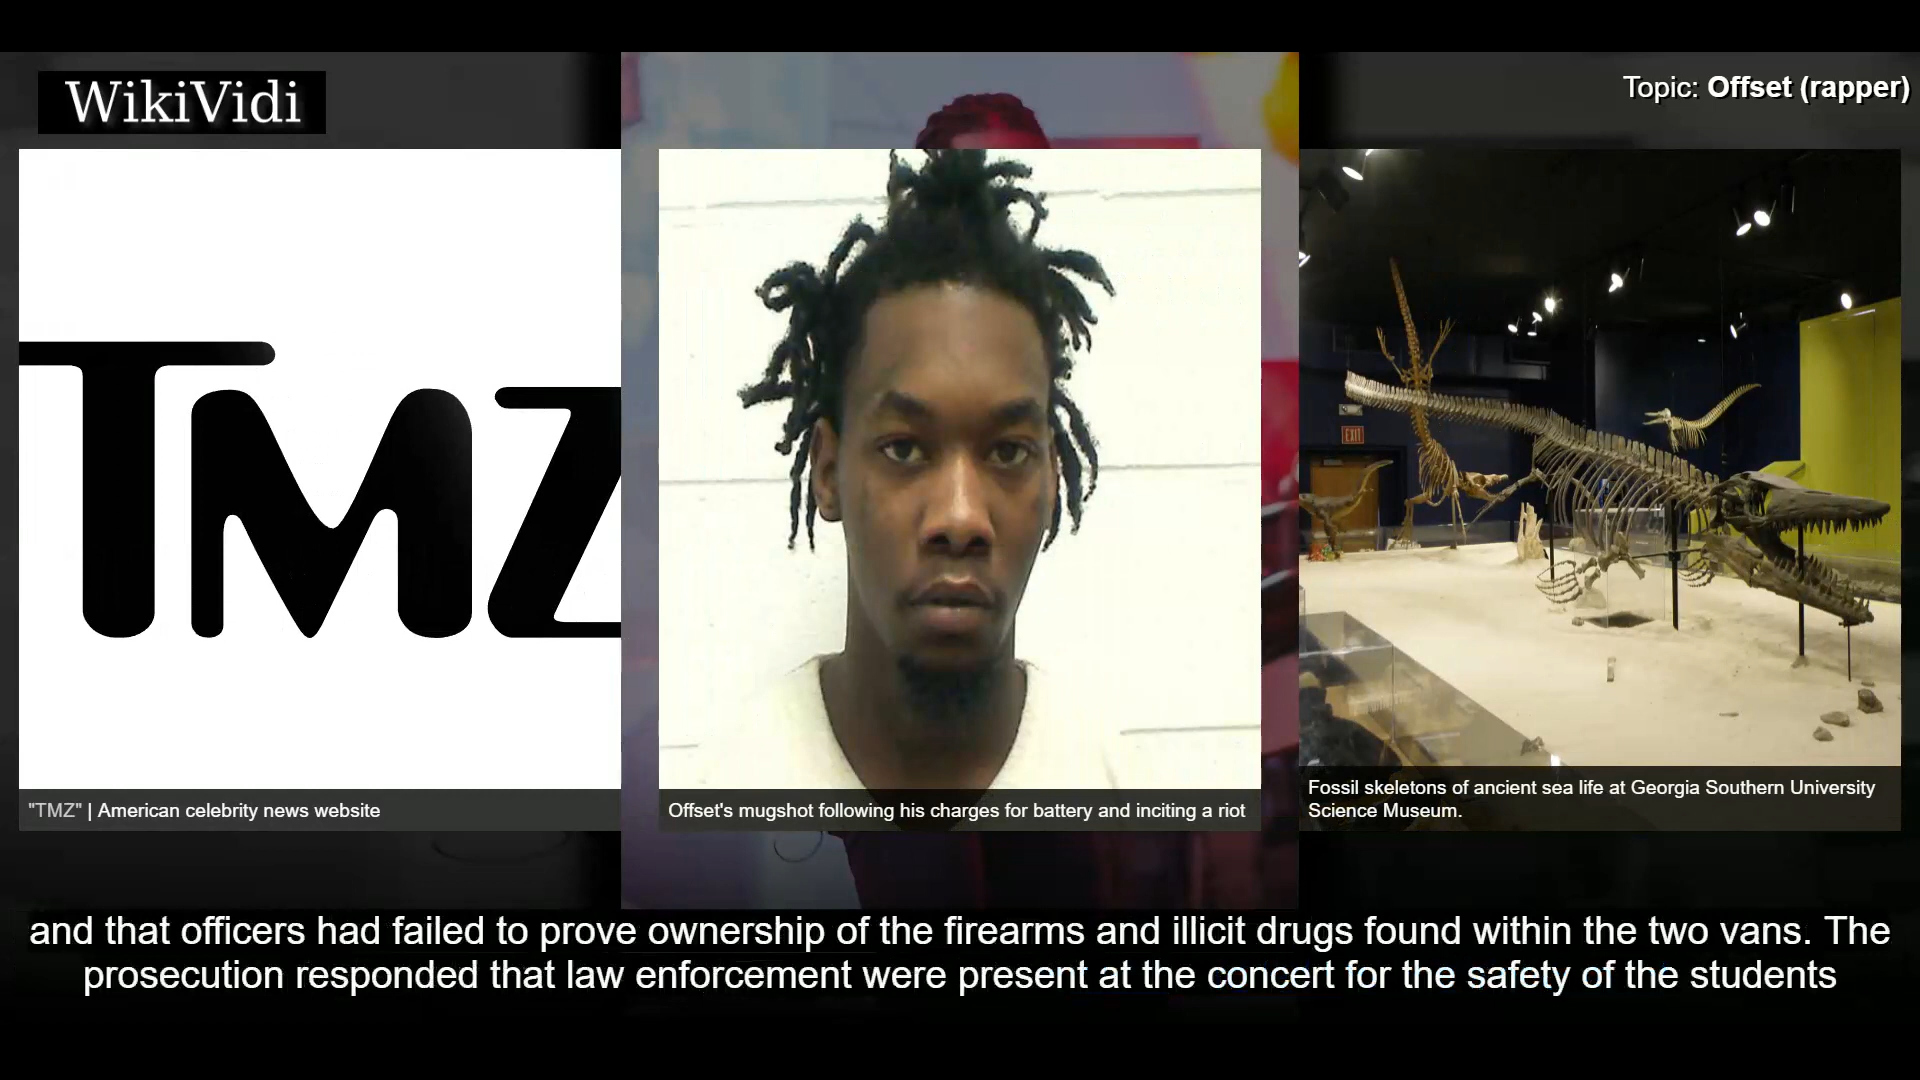 WikiVidi
Topic: Offset (rapper)
TMZ
EXIT
"TMZ" | American celebrity news website
Offset's mugshot following his charges for battery and inciting a riot
Fossil skeletons of ancient sea life at Georgia Southern University
Science Museum.
and that officers had failed to prove ownership of the firearms and illicit drugs found within the two vans. The
prosecution responded that law enforcement were present at the concert for the safety of the students